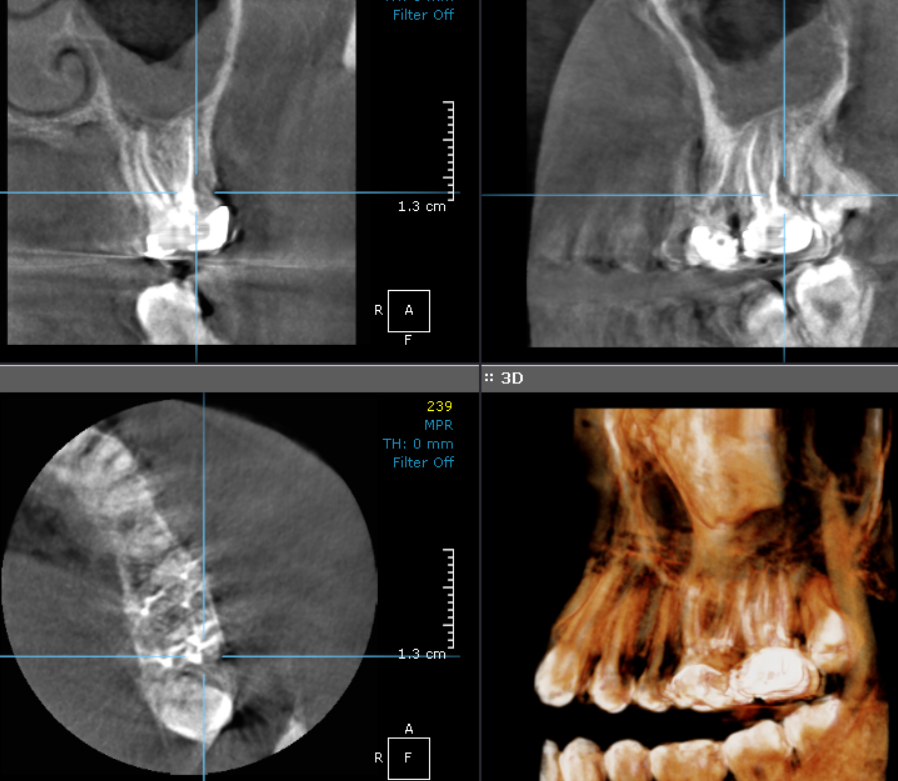 Filter Off
1.3 cm
R
A
F
3D
239
MPR
TH: 0 mm
Filter Off
1.3 cm
A
R
F